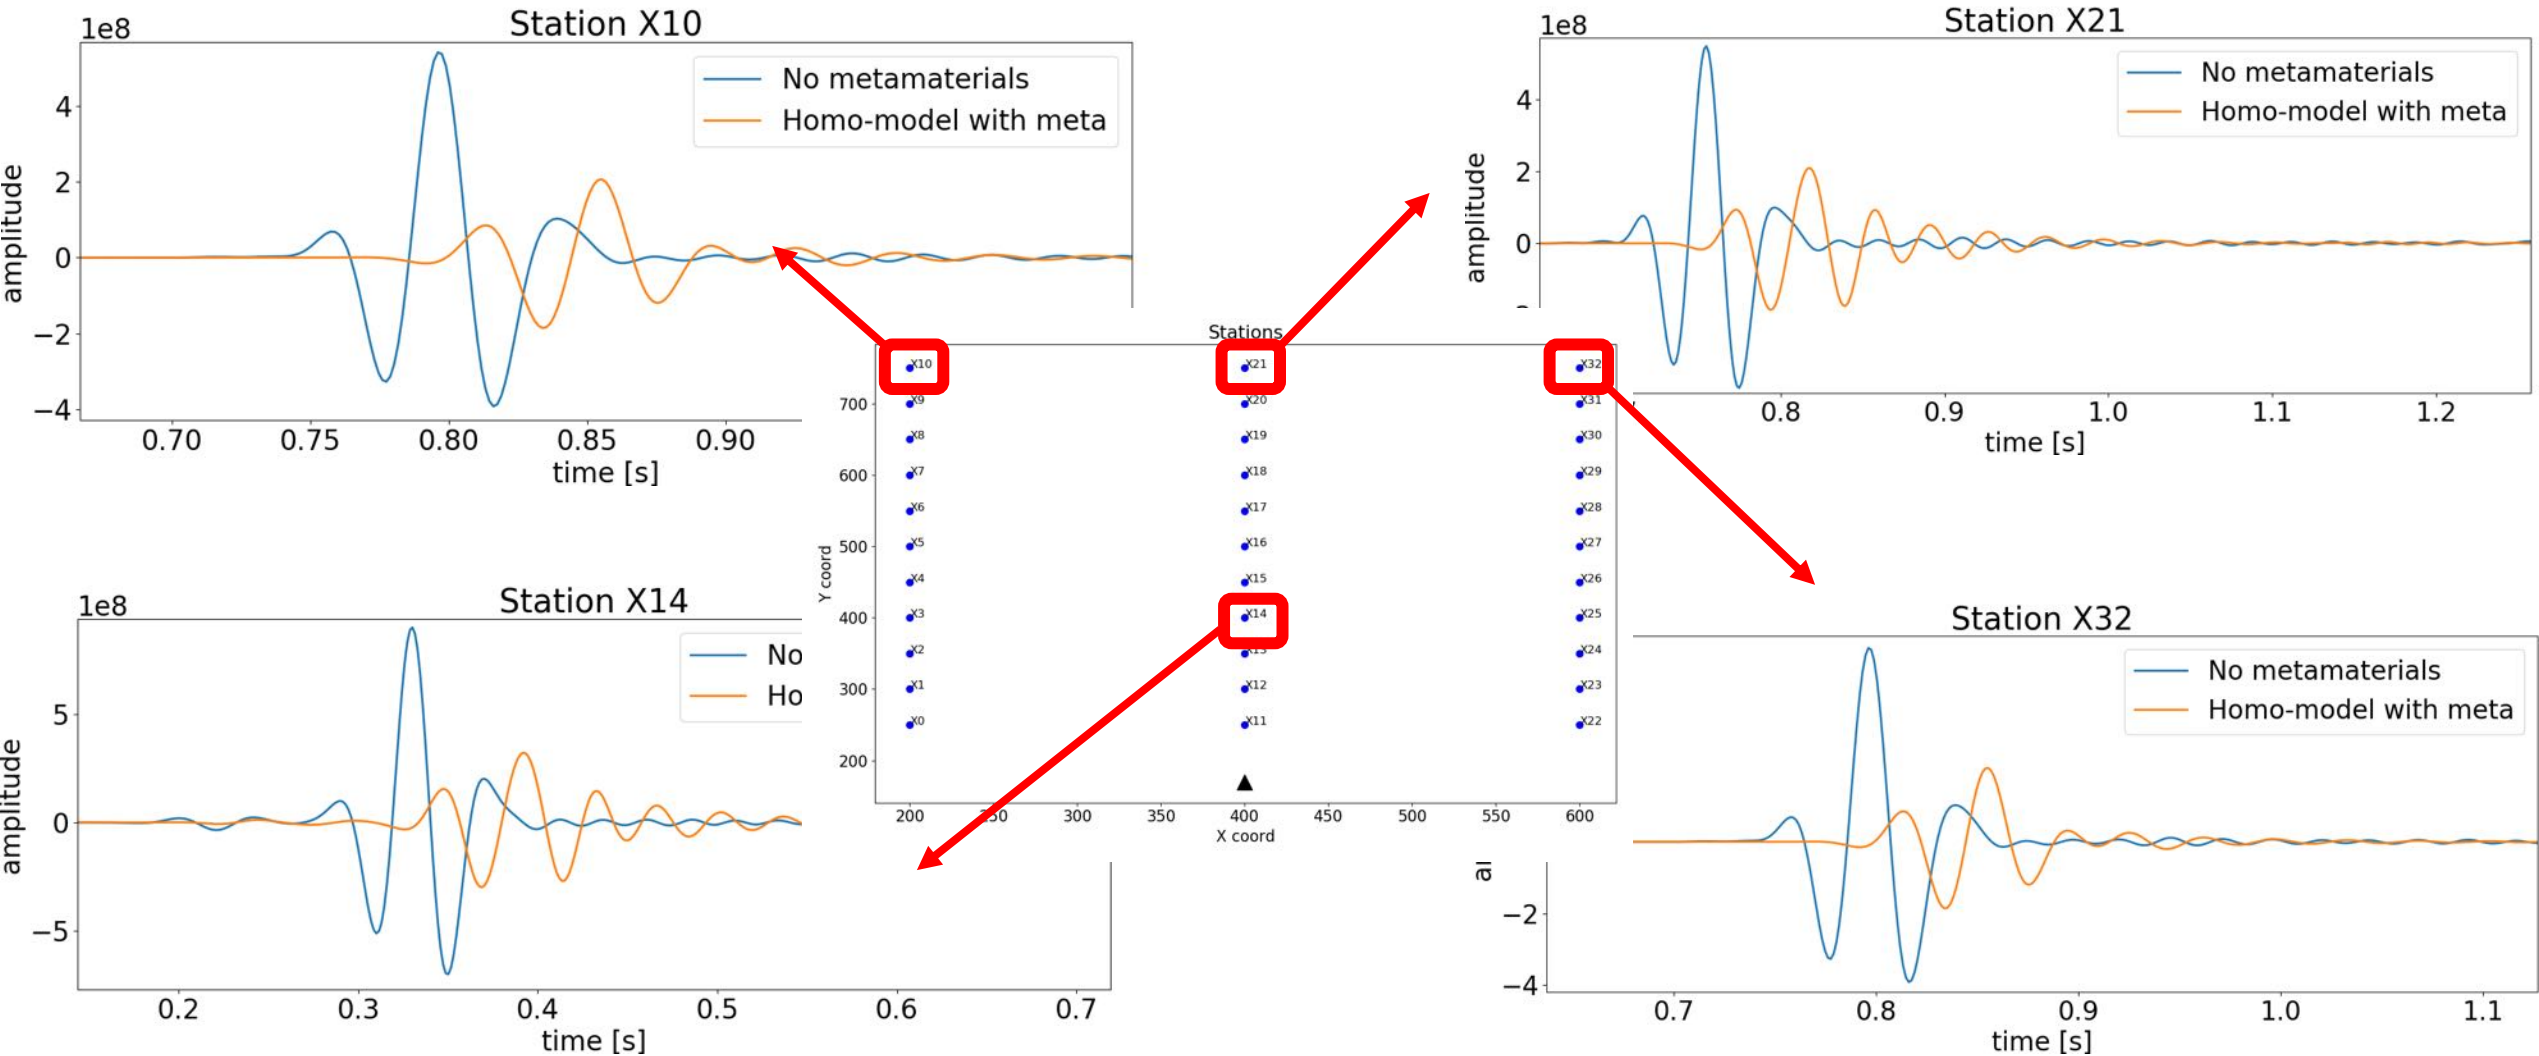 Station X10
1e8
No metamaterials
Homo-model with meta
amplitude
4
2
0
−2
−4
0.70 0.75 0.80 0.85 0.90
time [s]
Station X21
1e8
No metamaterials
Homo-model with meta
amplitude
4
2
0
0.8 0.9 1.0 1.1 1.2
time [s]
Stations
X10 X21 X32
X9 X20 X31
X8 X19 X30
X7 X18 X29
X6 X17 X28
X5 X16 X27
X4 X15 X26
X3 X14 X25
X2 X13 X24
X1 X12 X23
X0 X11 X22
Y coord
700
600
500
400
300
200
200 300 350 400 450 500 550 600
X coord
Station X14
1e8
No
Ho
amplitude
5
0
−5
0.2 0.3 0.4 0.5 0.6 0.7
time [s]
Station X32
No metamaterials
Homo-model with meta
−2
−4
0.7 0.8 0.9 1.0 1.1
time [s]